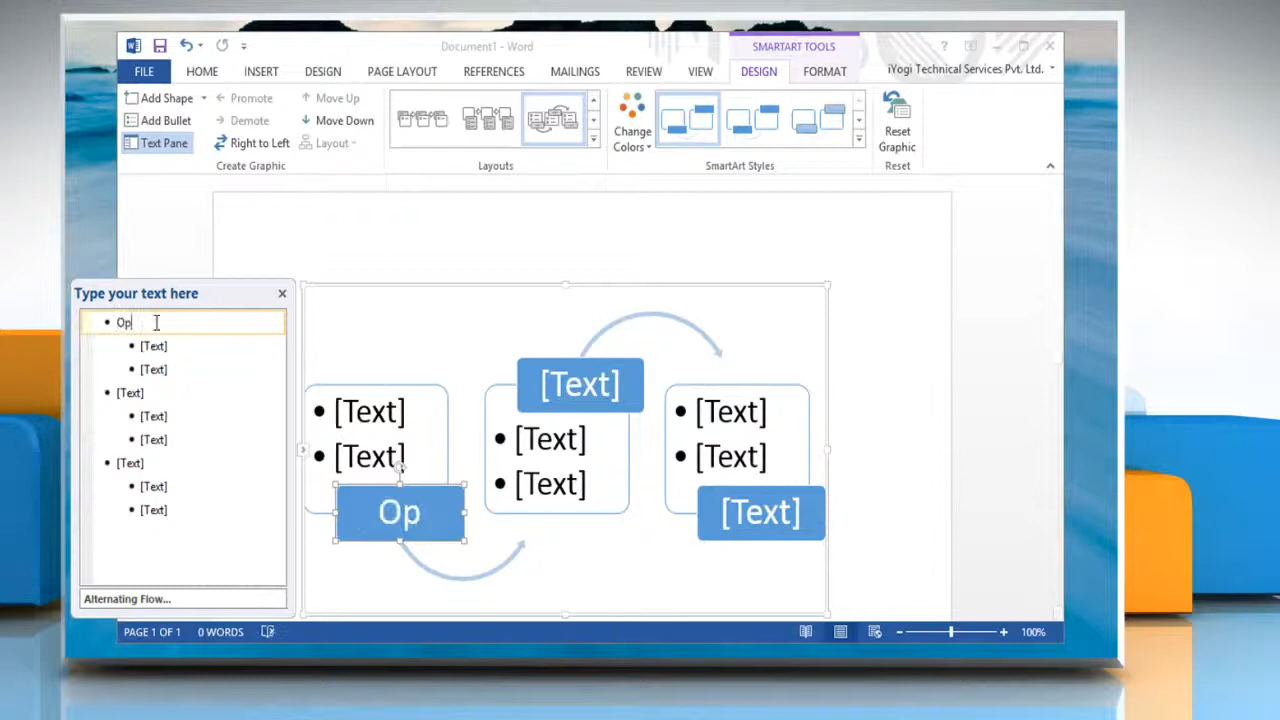 Document1 - Word
SMARTART TOOLS
?
FILE HOME INSERT DESIGN PAGE LAYOUT REFERENCES MAILINGS REVIEW VIEW DESIGN FORMAT iYogi Technical Services Pvt. Ltd.
Add Shape Promote Move Up
Add Bullet Demote Move Down
Text Pane Right to Left Layout
Create Graphic
Layouts
Change
Colors
SmartArt Styles
Reset
Graphic
Reset
Type your text here
• Op
• [Text]
• [Text]
• [Text]
• [Text]
• [Text]
• [Text]
• [Text]
• [Text]
Alternating Flow...
• [Text]
• [Text]
Op
[Text]
• [Text]
• [Text]
• [Text]
• [Text]
[Text]
PAGE 1 OF 1 0 WORDS
100%